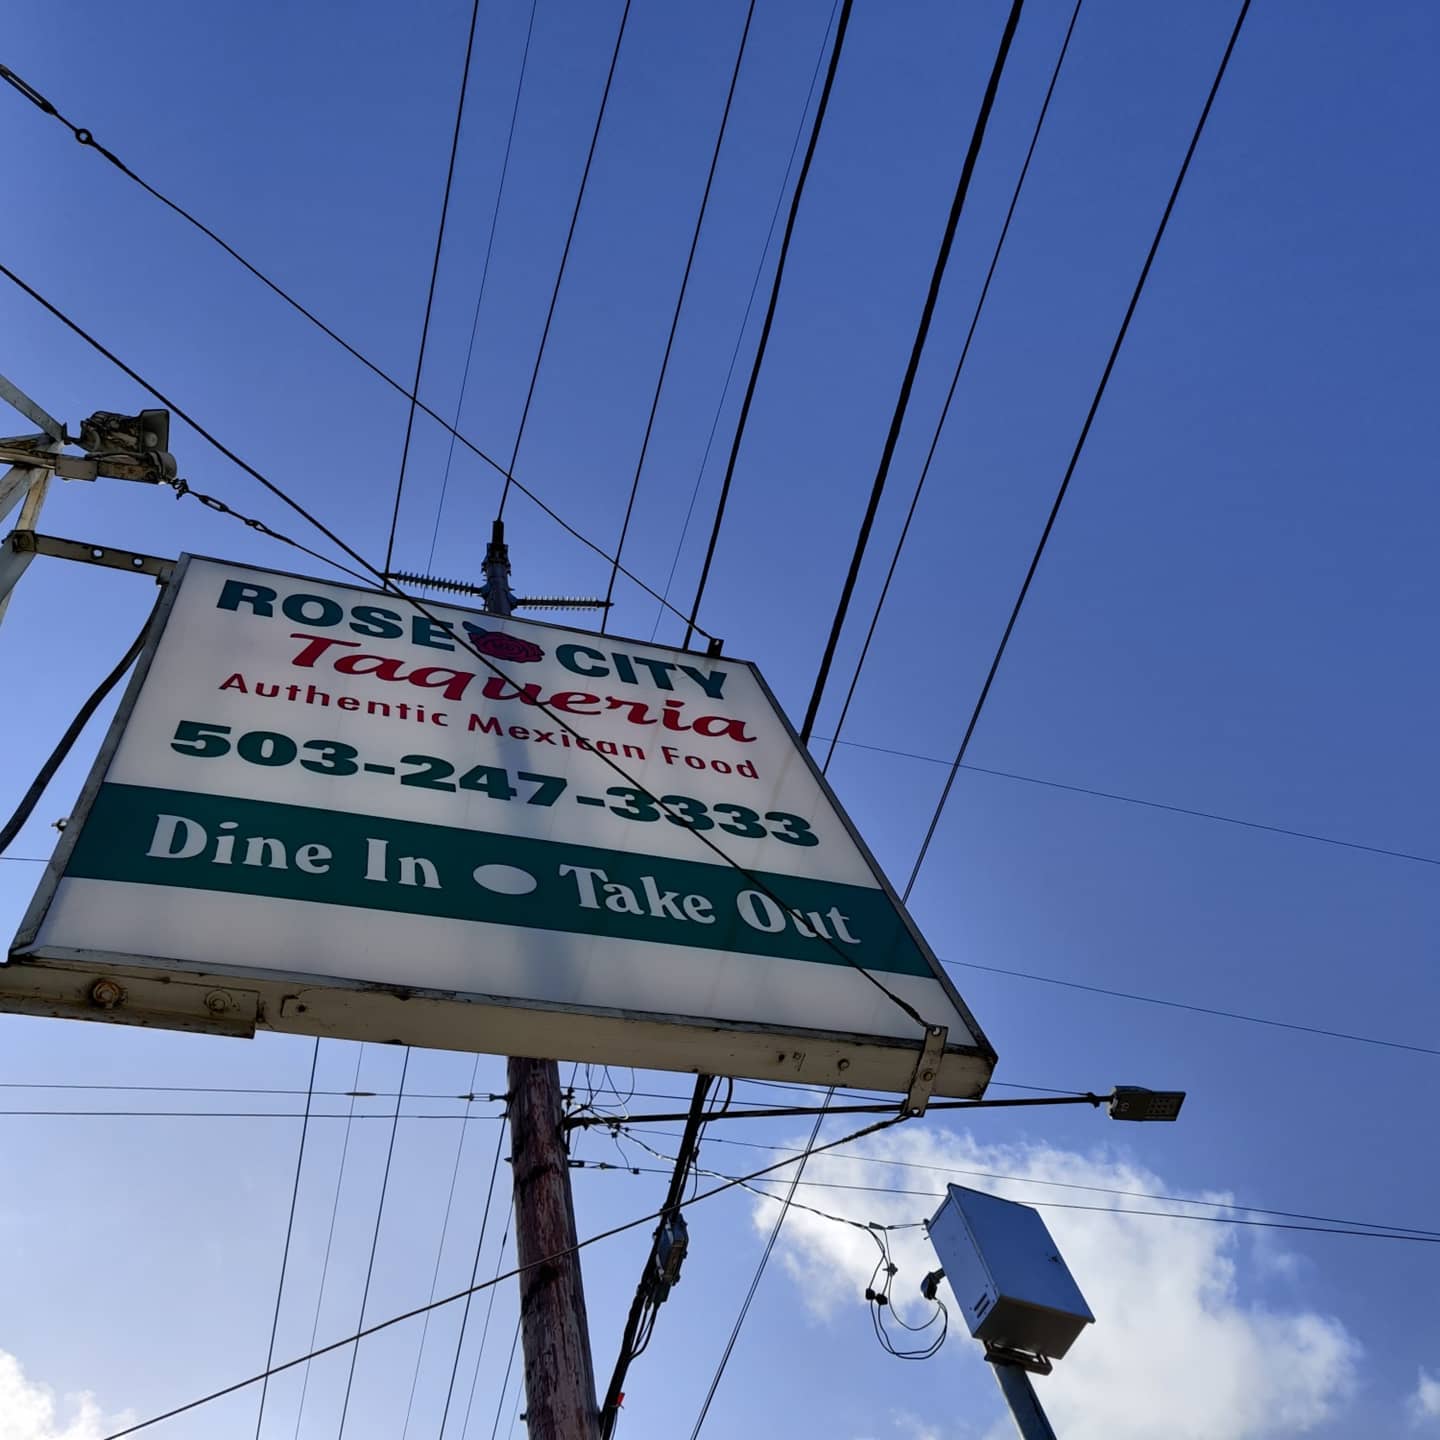 ROSE CITY
Taqueria
Authentic Mexican Food
503-247-3333
Dine In • Take Out